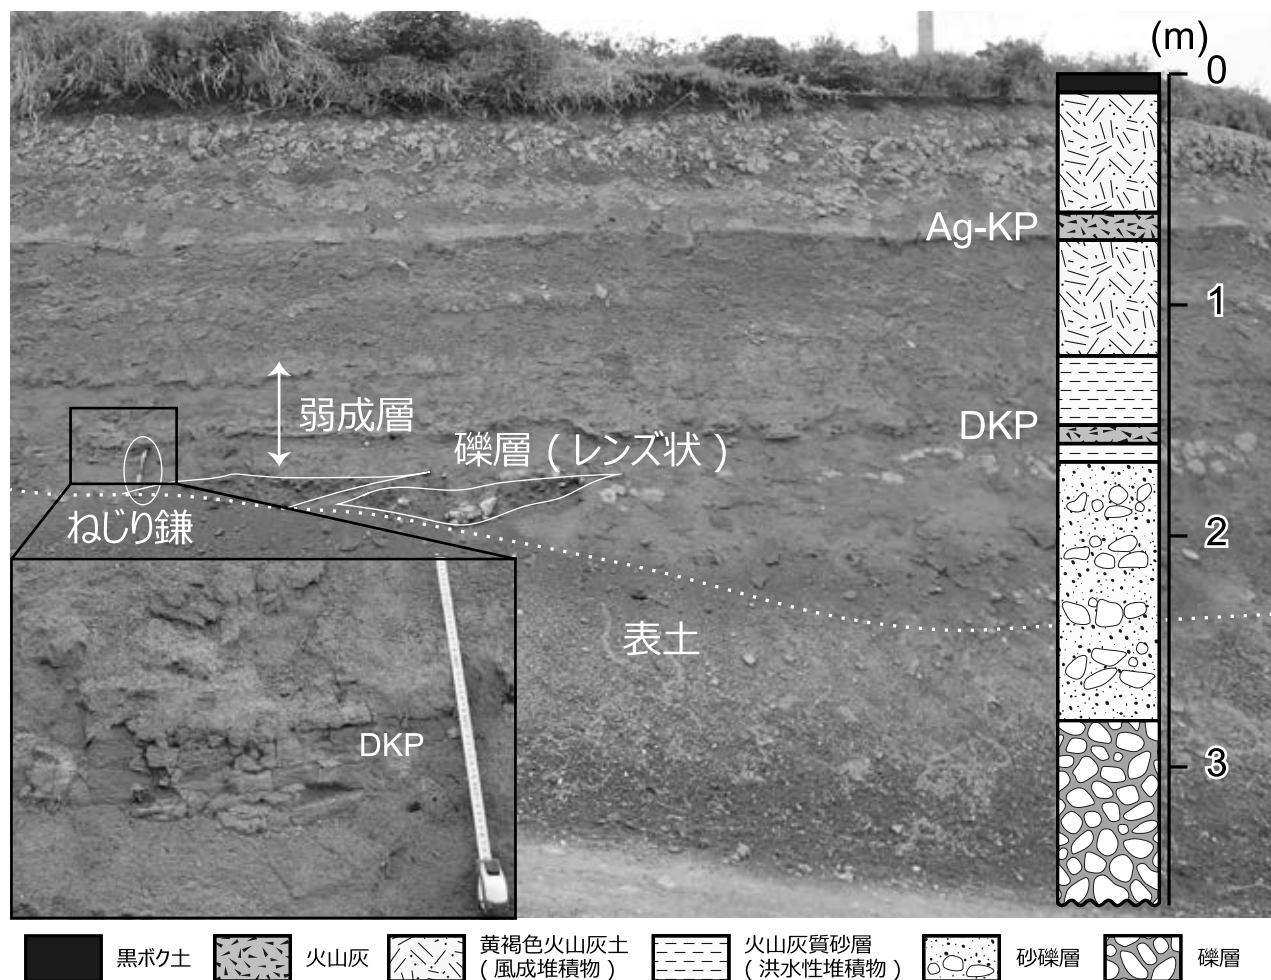 (m)
0
Ag-KP
1
弱成層
DKP
礫層（レンズ状）
ねじり鎌
2
表土
DKP
3
黒ボク土
火山灰
黄褐色火山灰土
（風成堆積物）
火山灰質砂層
（洪水性堆積物）
砂礫層
礫層